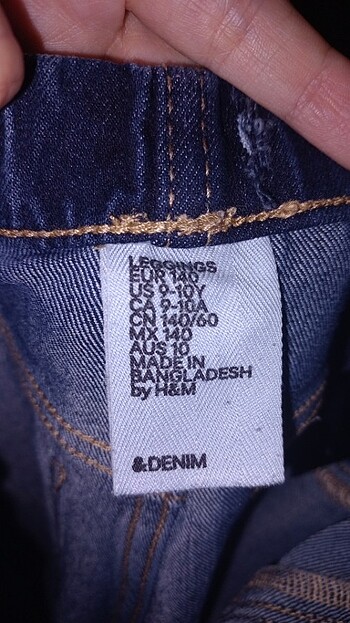 LEGGINGS
EUR 140
US 9-10Y
CA 9-10A
CN 140/60
MX 140
AUS 10
MADE IN
BANGLADESH
by H&M
&DENIM